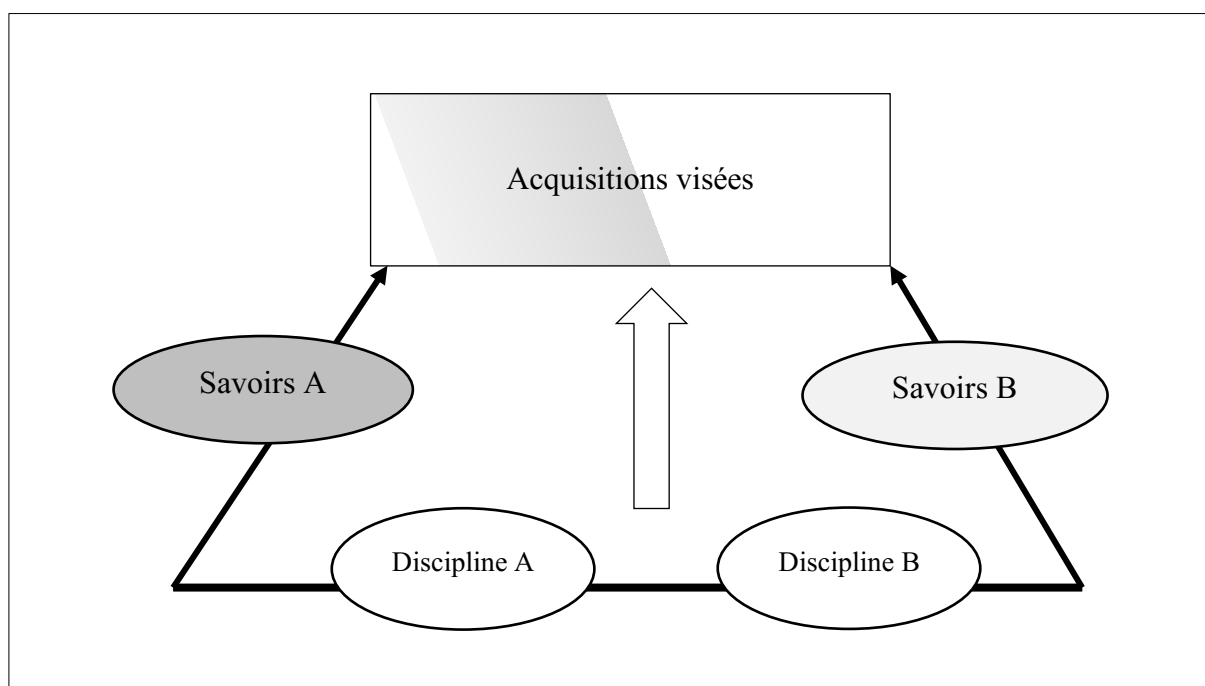 Acquisitions visées
Savoirs A
Savoirs B
Discipline A
Discipline B